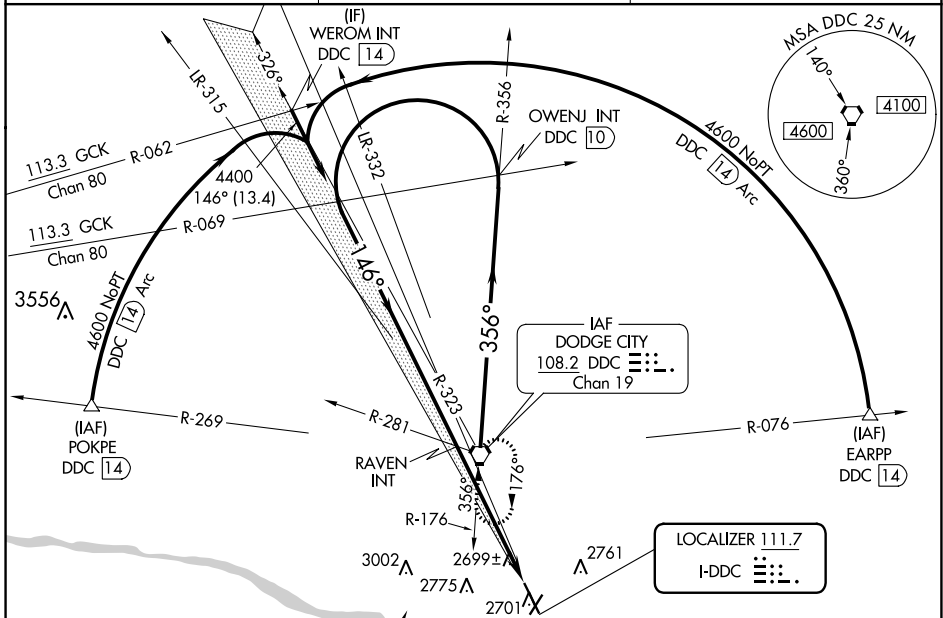 (IF)
WEROM INT
DDC 14
MSA DDC 25 NM
140°
4100
4600
360°
326°
LR-315
LR-332
R-356
OWENJ INT
DDC 10
4600 NoPT
DDC 14 Arc
113.3 GCK
Chan 80
R-062
4400
146° (13.4)
113.3 GCK
Chan 80
R-069
3556
4600 NoPT
DDC 14 Arc
146°
356°
IAF
DODGE CITY
108.2 DDC
Chan 19
R-323
R-269
R-281
R-076
(IAF)
POKPE
DDC 14
RAVEN
INT
(IAF)
EARPP
DDC 14
356°
176°
R-176
LOCALIZER 111.7
I-DDC
3002
2699±
2761
2775
2701